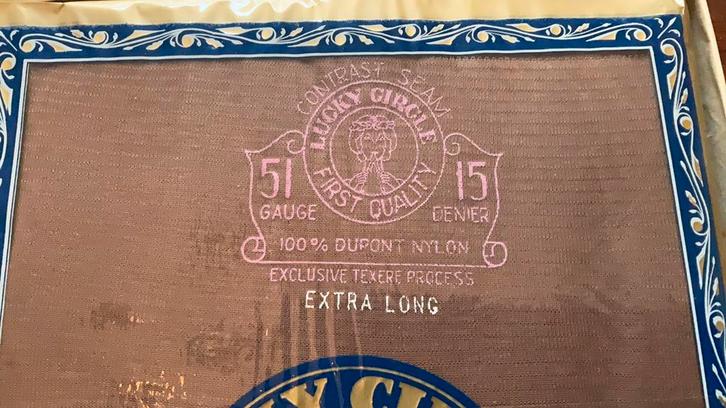 CONTRAST SEAM
LUCKY CIRCLE
FIRST QUALITY
51
GAUGE
15
DENIER
100% DUPONT NYLON
EXCLUSIVE TEXERE PROCESS
EXTRA LONG